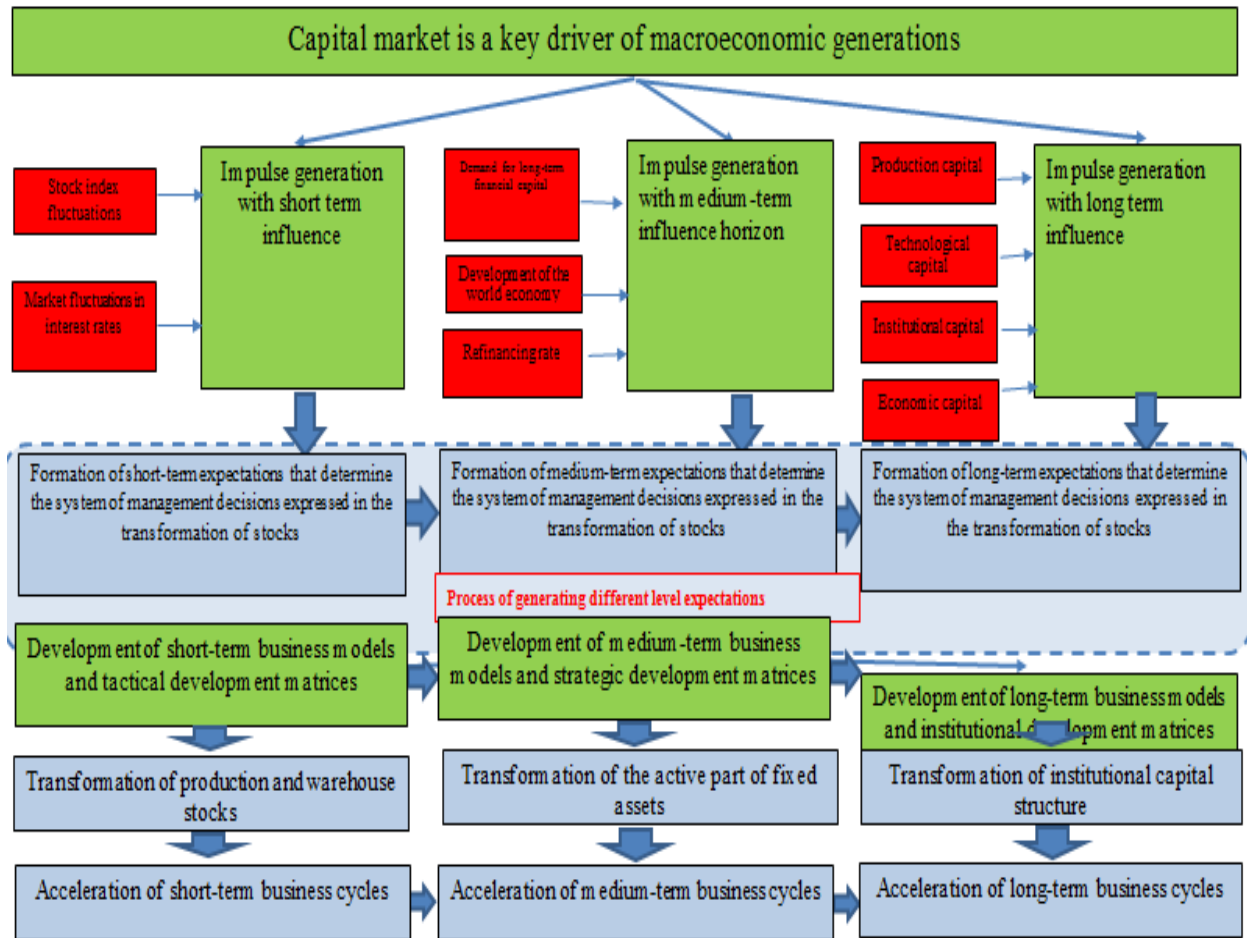 Capital market is a key driver of macroeconomic generations
Stock index
fluctuations
Market fluctuations in
interest rates
Impulse generation
with short term
influence
Demand for long-term
financial capital
Development of the
world economy
Refinancing rate
Impulse generation
with medium-term
influence horizon
Production capital
Technological
capital
Institutional capital
Economic capital
Impulse generation
with long term
influence
Formation of short-term expectations that determine
the system of management decisions expressed in the
transformation of stocks
Formation of medium-term expectations that determine
the system of management decisions expressed in the
transformation of stocks
Formation of long-term expectations that determine
the system of management decisions expressed in
the transformation of stocks
Process of generating different level expectations
Development of short-term business models
and tactical development matrices
Development of medium-term business
models and strategic development matrices
Development of long-term business models
and institutional development matrices
Transformation of production and warehouse
stocks
Transformation of the active part of fixed
assets
Transformation of institutional capital
structure
Acceleration of short-term business cycles
Acceleration of medium-term business cycles
Acceleration of long-term business cycles